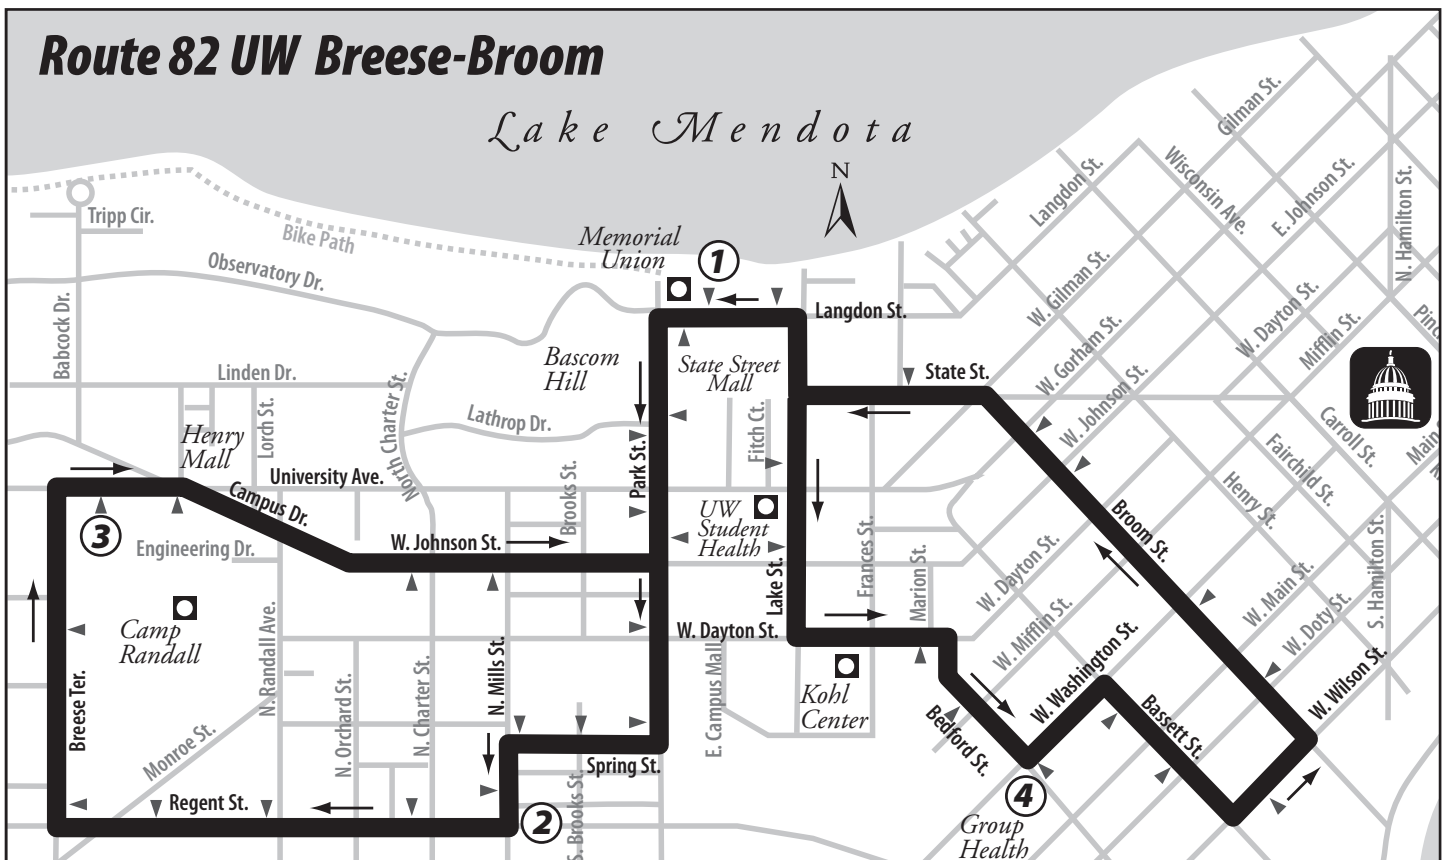 Route 82 UW Breese-Broom
Lake Mendota
N
Gilman St.
Langdon St.
Wisconsin Ave.
E. Johnson St.
N. Hamilton St.
Tripp Cir.
Bike Path
Memorial
Union
1
Observatory Dr.
W. Gilman St.
W. Dayton St.
Mifflin St.
Babcock Dr.
Langdon St.
W. Gorham St.
Bascom
Hill
State Street
Mall
Linden Dr.
State St.
W. Johnson St.
North Charter St.
Lorch St.
Lathrop Dr.
Fitch Ct.
Carroll St.
Main
Henry
Mall
Park St.
Fairchild St.
University Ave.
Brooks St.
Henry St.
Campus Dr.
UW
Student
Health
Broom St.
3
W. Johnson St.
Engineering Dr.
Frances St.
Marion St.
Lake St.
W. Dayton St.
W. Main St.
S. Hamilton St.
Camp
Randall
N. Randall Ave.
W. Dayton St.
W. Mifflin St.
W. Doty St.
N. Mills St.
E. Campus Mall
Kohl
Center
W. Washington St.
W. Wilson St.
Breese Ter.
N. Orchard St.
N. Charter St.
Bassett St.
Bedford St.
Monroe St.
Spring St.
Regent St.
2
S. Brooks St.
4
Group
Health